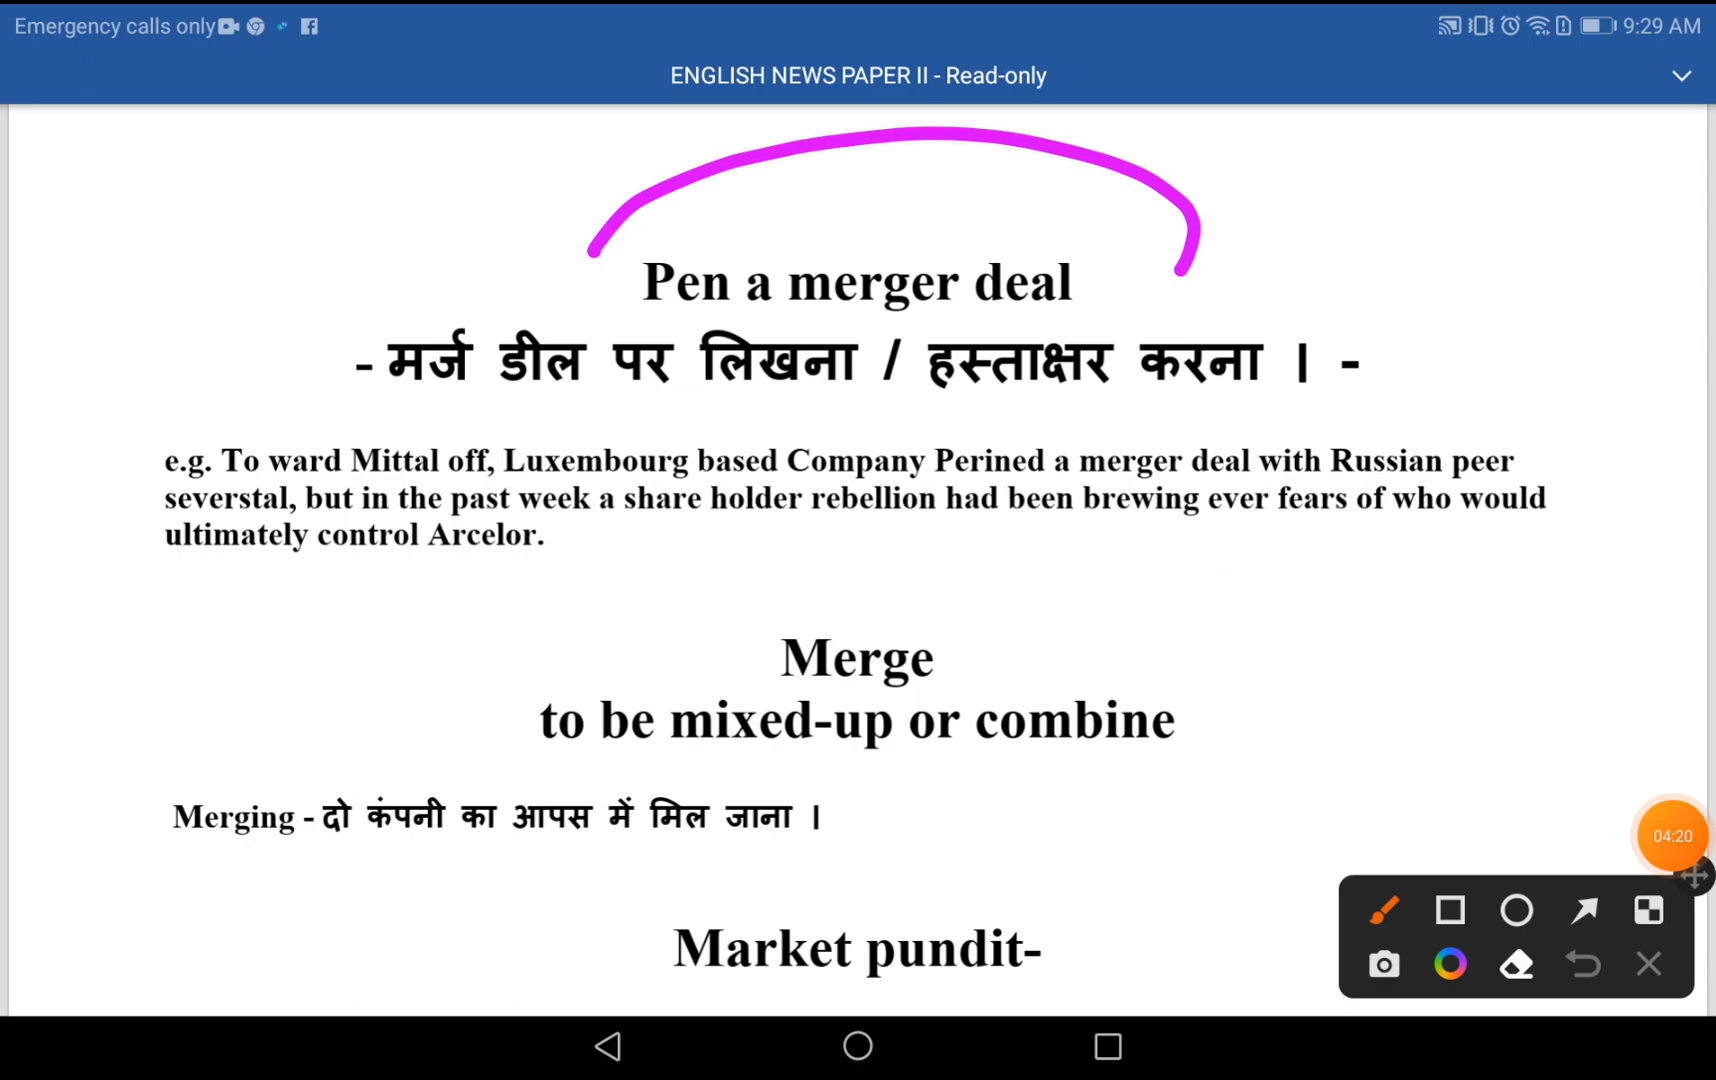 Emergency calls only
9:29 AM
ENGLISH NEWS PAPER II - Read-only
Pen a merger deal
- मर्ज डील पर लिखना / हस्ताक्षर करना । -
e.g. To ward Mittal off, Luxembourg based Company Perined a merger deal with Russian peer
severstal, but in the past week a share holder rebellion had been brewing ever fears of who would
ultimately control Arcelor.
Merge
to be mixed-up or combine
Merging - दो कंपनी का आपस में मिल जाना ।
04:20
Market pundit-